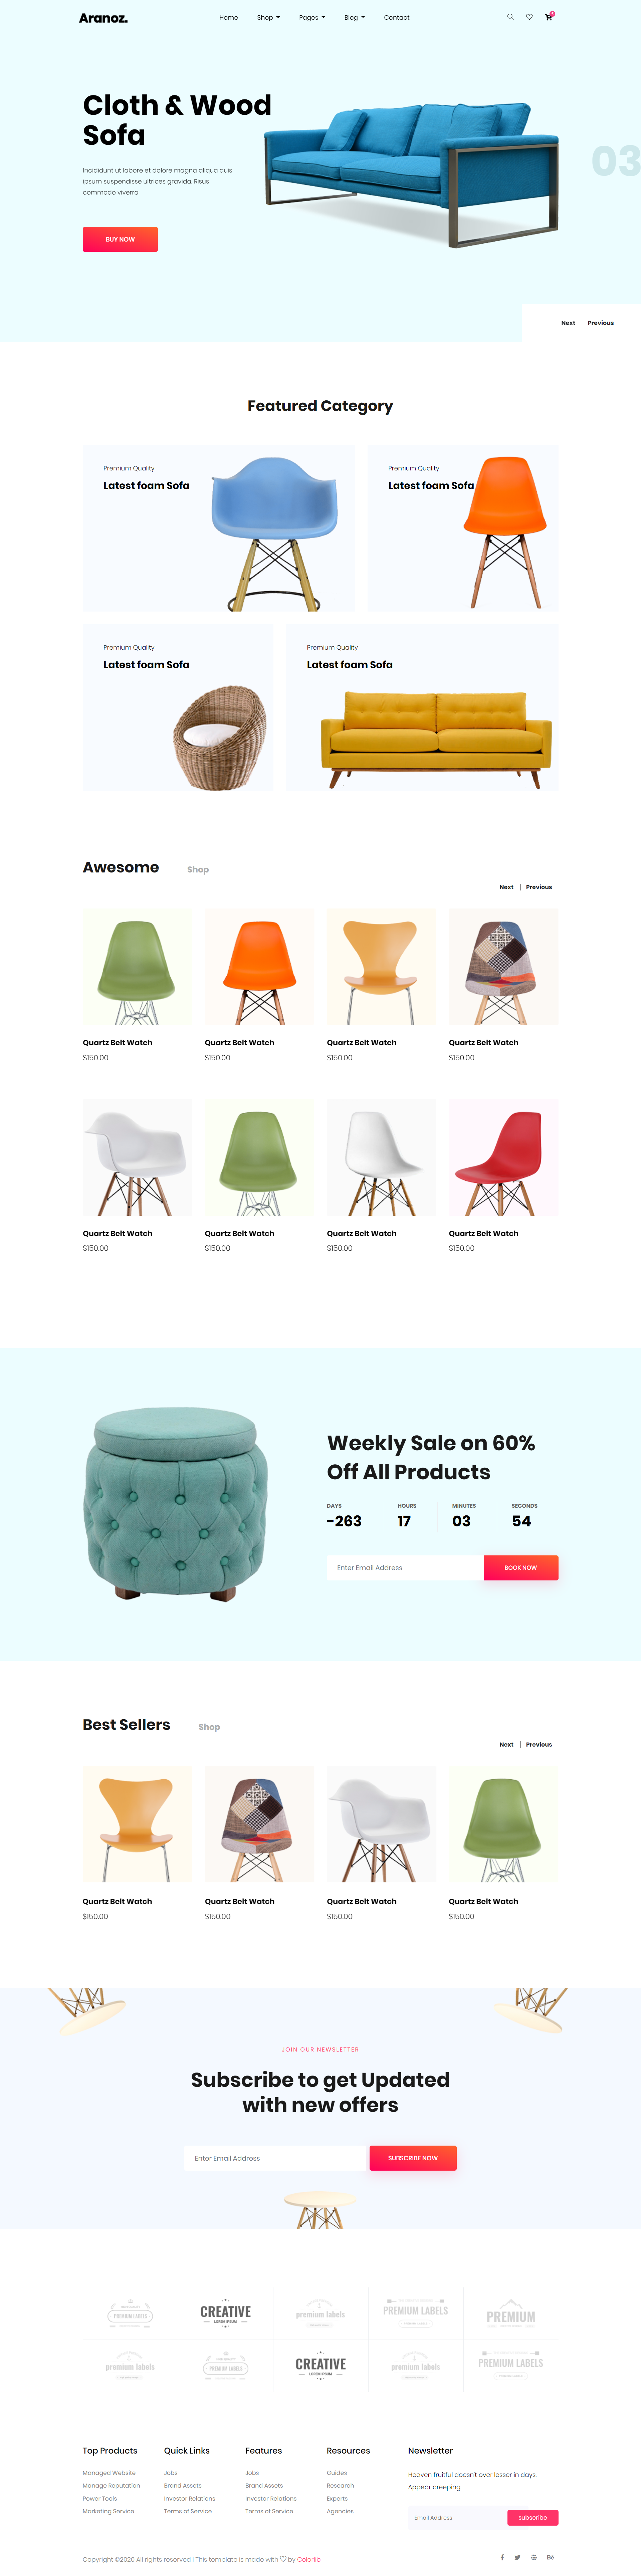 Aranoz.
Home Shop Pages Blog Contact
Cloth & Wood
Sofa
Incididunt ut labore et dolore magna aliqua quis
ipsum suspendisse ultrices gravida. Risus
commodo viverra
BUY NOW
03
Next | Previous
Featured Category
Premium Quality
Latest foam Sofa
Premium Quality
Latest foam Sofa
Premium Quality
Latest foam Sofa
Premium Quality
Latest foam Sofa
Awesome Shop
Next | Previous
Quartz Belt Watch Quartz Belt Watch Quartz Belt Watch Quartz Belt Watch
$150.00 $150.00 $150.00 $150.00
Quartz Belt Watch Quartz Belt Watch Quartz Belt Watch Quartz Belt Watch
$150.00 $150.00 $150.00 $150.00
Weekly Sale on 60%
Off All Products
DAYS HOURS MINUTES SECONDS
-263 17 03 54
Enter Email Address BOOK NOW
Best Sellers Shop
Next | Previous
Quartz Belt Watch Quartz Belt Watch Quartz Belt Watch Quartz Belt Watch
$150.00 $150.00 $150.00 $150.00
JOIN OUR NEWSLETTER
Subscribe to get Updated
with new offers
Enter Email Address SUBSCRIBE NOW
PREMIUM LABELS CREATIVE premium labels PREMIUM LABELS PREMIUM
LOREM IPSUM
premium labels PREMIUM LABELS CREATIVE premium labels PREMIUM LABELS
LOREM IPSUM
Top Products Quick Links Features Resources Newsletter
Managed Website Jobs Jobs Guides Heaven fruitful doesn't over lesser in days.
Manage Reputation Brand Assets Brand Assets Research Appear creeping
Power Tools Investor Relations Investor Relations Experts
Marketing Service Terms of Service Terms of Service Agencies
Email Address subscribe
Copyright ©2020 All rights reserved | This template is made with ♡ by Colorlib